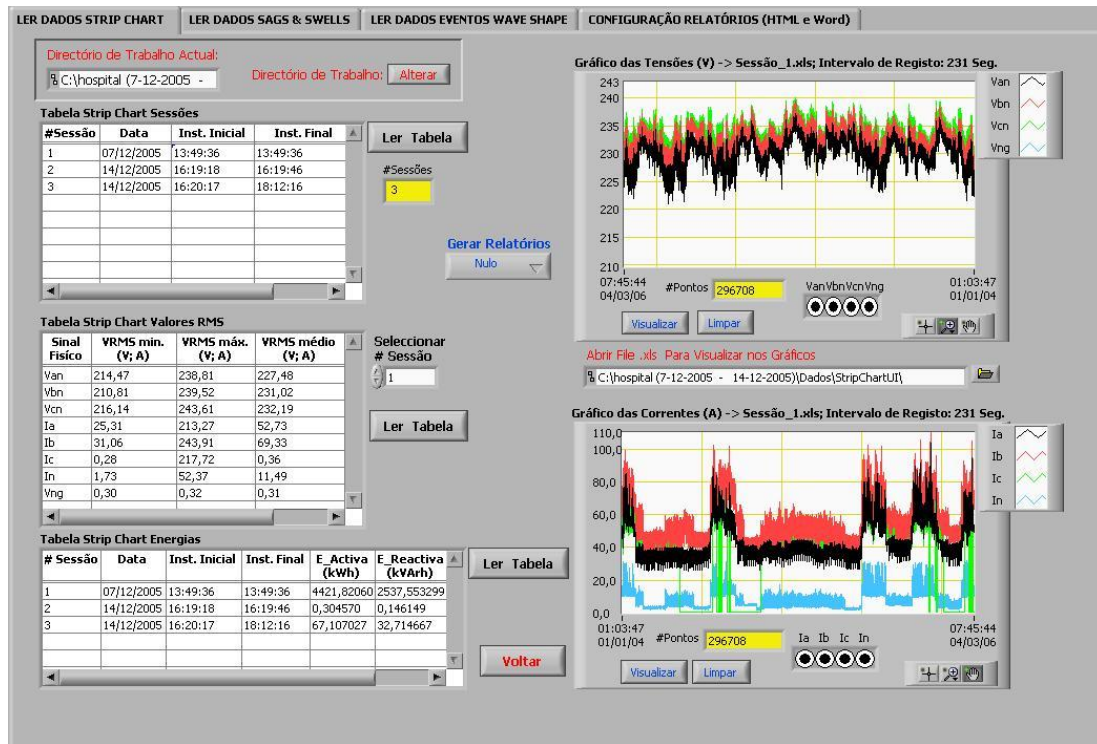 LER DADOS STRIP CHART
LER DADOS SAGS & SWELLS
LER DADOS EVENTOS WAVE SHAPE
CONFIGURAÇÃO RELATÓRIOS (HTML e Word)
Directório de Trabalho Actual:
C:\hospital (7-12-2005 -
Directório de Trabalho: Alterar
Tabela Strip Chart Sessões
#Sessão Data Inst. Inicial Inst. Final
1 07/12/2005 13:49:36 13:49:36
2 14/12/2005 16:19:18 16:19:46
3 14/12/2005 16:20:17 18:12:16
Ler Tabela
#Sessões
3
Gerar Relatórios
Nulo
Tabela Strip Chart Valores RMS
Sinal Fisíco VRMS min. (V; A) VRMS máx. (V; A) VRMS médio (V; A)
Van 214,47 238,81 227,48
Vbn 210,81 239,52 231,02
Vcn 216,14 243,61 232,19
Ia 25,31 213,27 52,73
Ib 31,06 243,91 69,33
Ic 0,28 217,72 0,36
In 1,73 52,37 11,49
Vng 0,30 0,32 0,31
Seleccionar
# Sessão
1
Ler Tabela
Tabela Strip Chart Energias
# Sessão Data Inst. Inicial Inst. Final E_Activa (kWh) E_Reactiva (kVArh)
1 07/12/2005 13:49:36 13:49:36 4421,82060 2537,553299
2 14/12/2005 16:19:18 16:19:46 0,304570 0,146149
3 14/12/2005 16:20:17 18:12:16 67,107027 32,714667
Ler Tabela
Voltar
Gráfico das Tensões (V) -> Sessão_1.xls; Intervalo de Registo: 231 Seg.
243
240
235
230
225
220
215
210
Van
Vbn
Vcn
Vng
07:45:44
04/03/06
#Pontos 296708
Van Vbn Vcn Vng
01:03:47
01/01/04
Visualizar
Limpar
Abrir File .xls Para Visualizar nos Gráficos
C:\hospital (7-12-2005 - 14-12-2005)\Dados\StripChartUI\
Gráfico das Correntes (A) -> Sessão_1.xls; Intervalo de Registo: 231 Seg.
110,0
100,0
80,0
60,0
40,0
20,0
0,0
Ia
Ib
Ic
In
01:03:47
01/01/04
#Pontos 296708
Ia Ib Ic In
07:45:44
04/03/06
Visualizar
Limpar